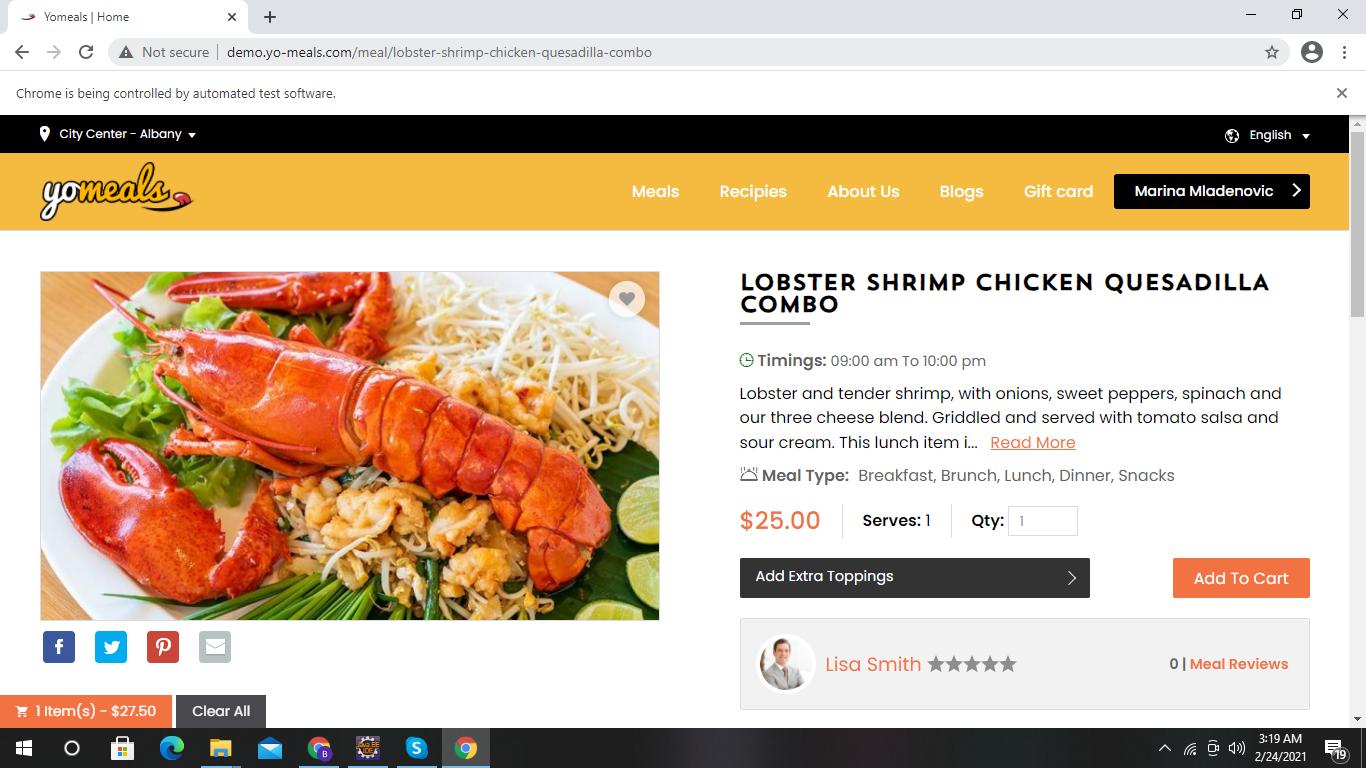 Yomeals | Home
Not secure
demo.yo-meals.com/meal/lobster-shrimp-chicken-quesadilla-combo
Chrome is being controlled by automated test software.
City Center - Albany
English
yomeals
Meals
Recipies
About Us
Blogs
Gift card
Marina Mladenovic
LOBSTER SHRIMP CHICKEN QUESADILLA
COMBO
Timings: 09:00 am To 10:00 pm
Lobster and tender shrimp, with onions, sweet peppers, spinach and
our three cheese blend. Griddled and served with tomato salsa and
sour cream. This lunch item i... Read More
Meal Type: Breakfast, Brunch, Lunch, Dinner, Snacks
$25.00
Serves: 1
Qty: 1
Add Extra Toppings
Add To Cart
Lisa Smith
0 | Meal Reviews
1 Item(s) - $27.50
Clear All
B
Java EE
IDE
3:19 AM
2/24/2021
19